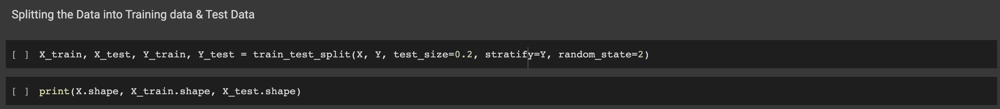 Splitting the Data into Training data & Test Data
[ ] X_train, X_test, Y_train, Y_test = train_test_split(X, Y, test_size=0.2, stratify=Y, random_state=2)
[ ] print(X.shape, X_train.shape, X_test.shape)